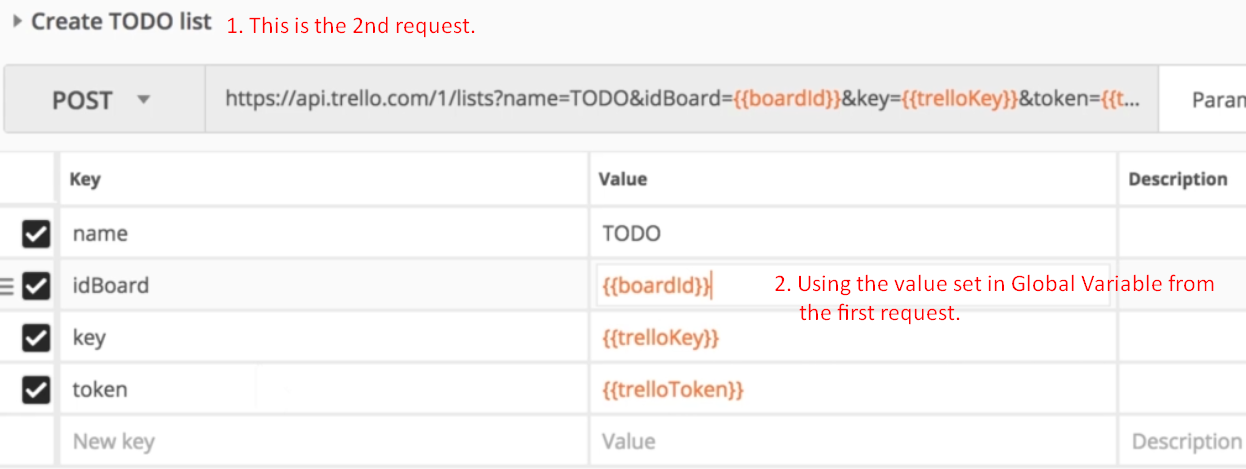 Create TODO list 1. This is the 2nd request.
POST https://api.trello.com/1/lists?name=TODO&idBoard={{boardId}}&key={{trelloKey}}&token={{t... Param
Key Value Description
name TODO
idBoard {{boardId}} 2. Using the value set in Global Variable from
the first request.
key {{trelloKey}}
token {{trelloToken}}
New key Value Description